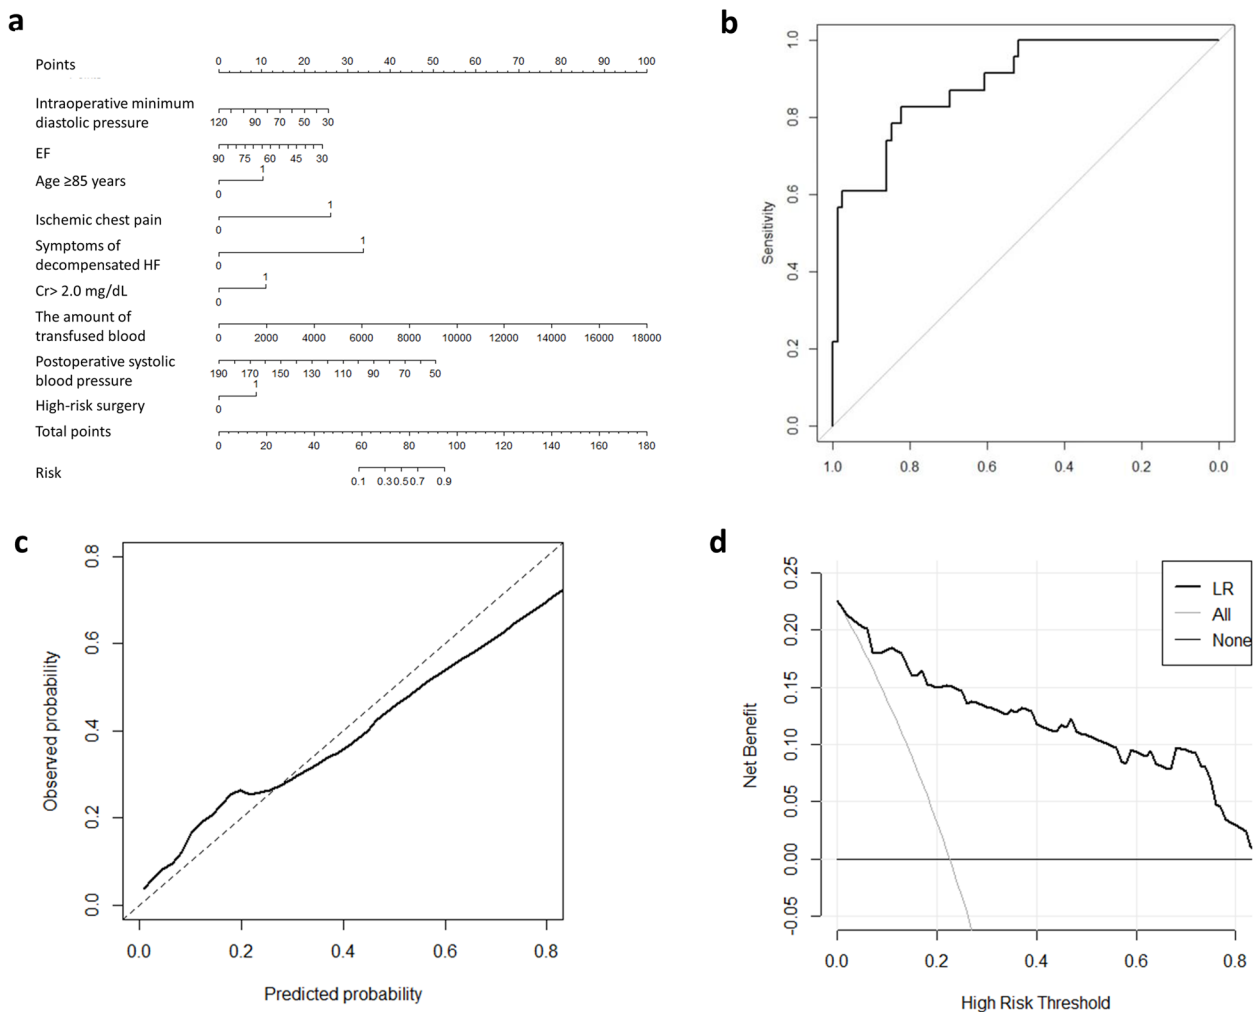 a
Points
0 10 20 30 40 50 60 70 80 90 100
Intraoperative minimum
diastolic pressure
120 90 70 50 30
EF
90 75 60 45 30
Age ≥85 years
0 1
Ischemic chest pain
0 1
Symptoms of
decompensated HF
0 1
Cr> 2.0 mg/dL
0 1
The amount of
transfused blood
0 2000 4000 6000 8000 10000 12000 14000 16000 18000
Postoperative systolic
blood pressure
190 170 150 130 110 90 70 50
High-risk surgery
0 1
Total points
0 20 40 60 80 100 120 140 160 180
Risk
0.1 0.3 0.5 0.7 0.9
b
Sensitivity
1.0
0.8
0.6
0.4
0.2
0.0
1.0 0.8 0.6 0.4 0.2 0.0
c
Observed probability
0.8
0.6
0.4
0.2
0.0
0.0 0.2 0.4 0.6 0.8
Predicted probability
d
Net Benefit
0.25
0.20
0.15
0.10
0.05
0.00
-0.05
LR
All
None
0.0 0.2 0.4 0.6 0.8
High Risk Threshold